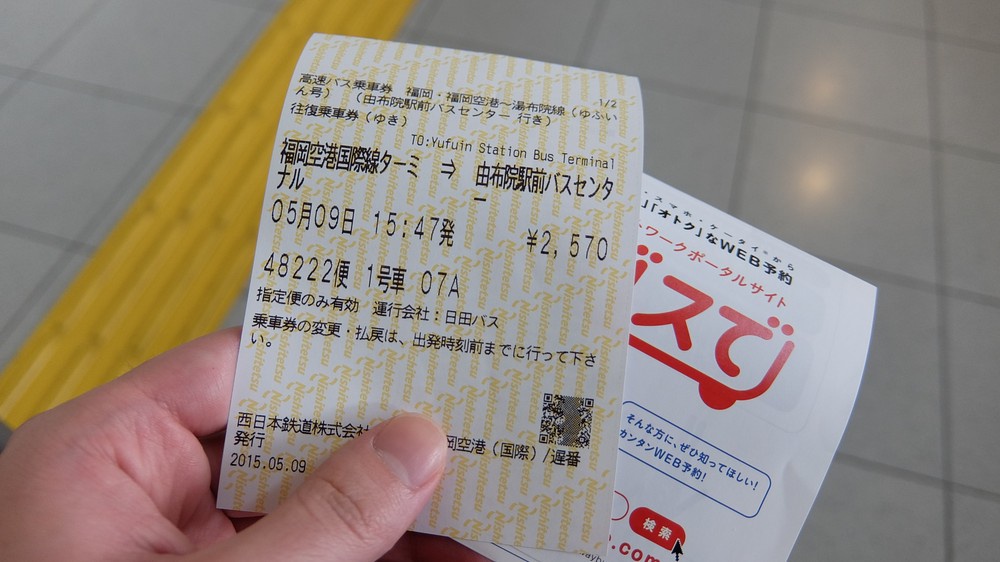 高速バス乗車券 福岡・福岡空港~湯布院線(ゆふい 1/2
ん号) (由布院駅前バスセンター 行き)
往復乗車券(ゆき)
TO:Yufuin Station Bus Terminal
福岡空港国際線ターミ → 由布院駅前バスセンタ
ナル ー
05月09日 15:47発 ¥2,570
48222便 1号車 07A
指定便のみ有効 運行会社:日田バス
乗車券の変更・払戻は、出発時刻前までに行って下さ
い。
西日本鉄道株式会 岡空港(国際)/遅番
発行
2015.05.09
スマホ・ケータイ から
「オトク」なWEB予約
ワークポータルサイト
バスで
そんな方に、ぜひ知ってほしい!
カンタンWEB予約!
検索
.com